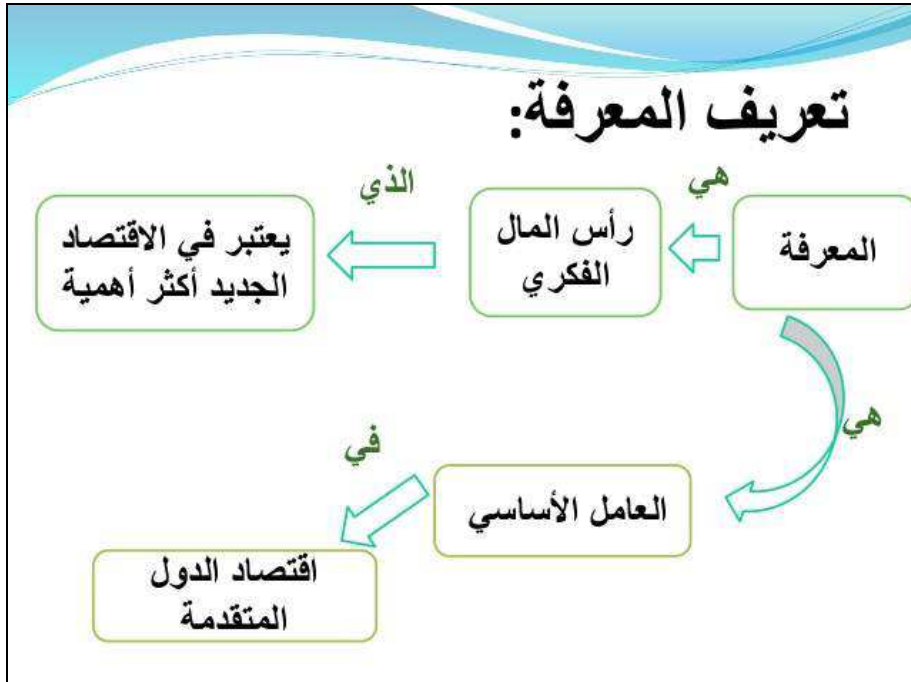 تعريف المعرفة:
المعرفة
هي
رأس المال
الفكري
الذي
يعتبر في الاقتصاد
الجديد أكثر أهمية
هي
العامل الأساسي
في
اقتصاد الدول
المتقدمة